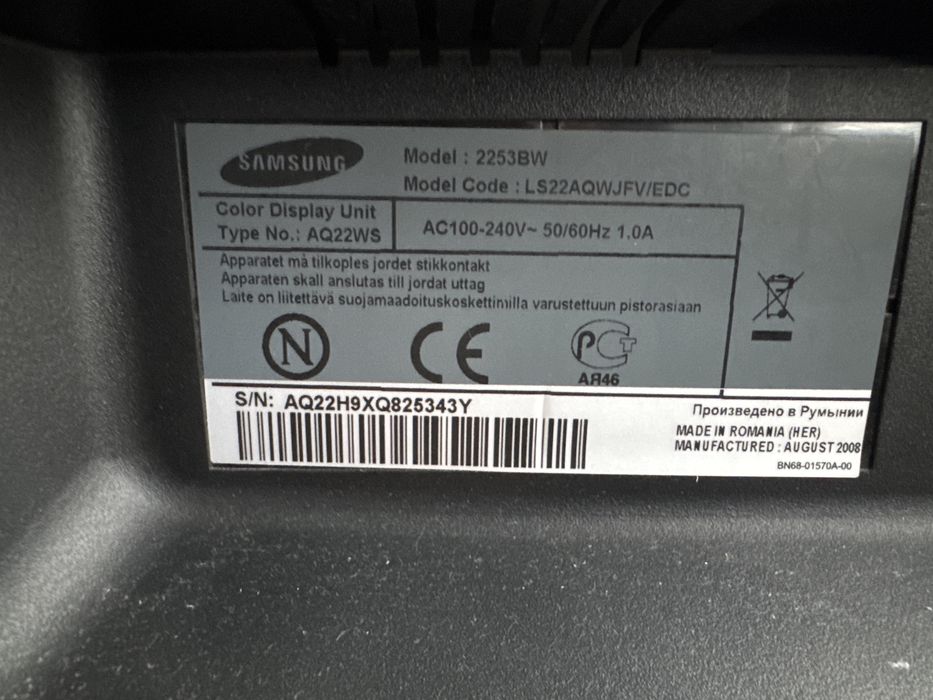 SAMSUNG
Model : 2253BW
Model Code : LS22AQWJFV/EDC
Color Display Unit
Type No.: AQ22WS
AC100-240V~ 50/60Hz 1.0A
Apparatet må tilkoples jordet stikkontakt
Apparaten skall anslutas till jordat uttag
Laite on liitettävä suojamaadoituskoskettimilla varustettuun pistorasiaan
N
CE
РСТ
АЯ46
S/N: AQ22H9XQ825343Y
Произведено в Румынии
MADE IN ROMANIA (HER)
MANUFACTURED : AUGUST 2008
BN68-01570A-00